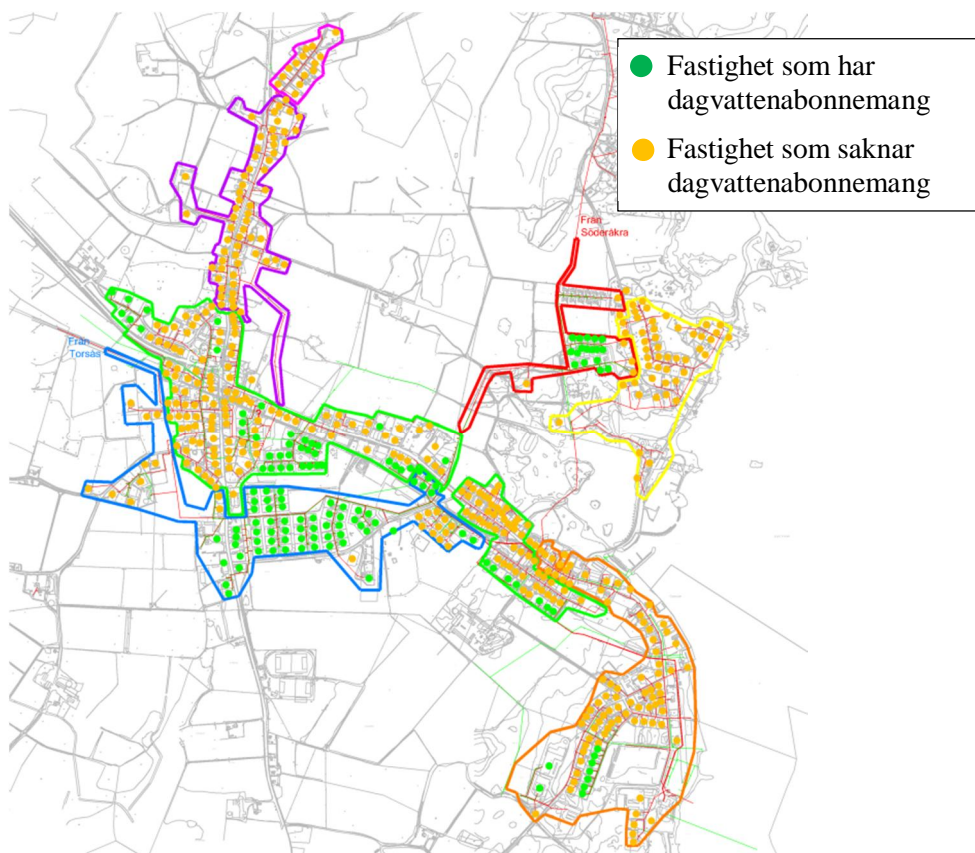 Fastighet som har
dagvattenabonnemang
Fastighet som saknar
dagvattenabonnemang
Från
Söderåkra
Från
Torsås